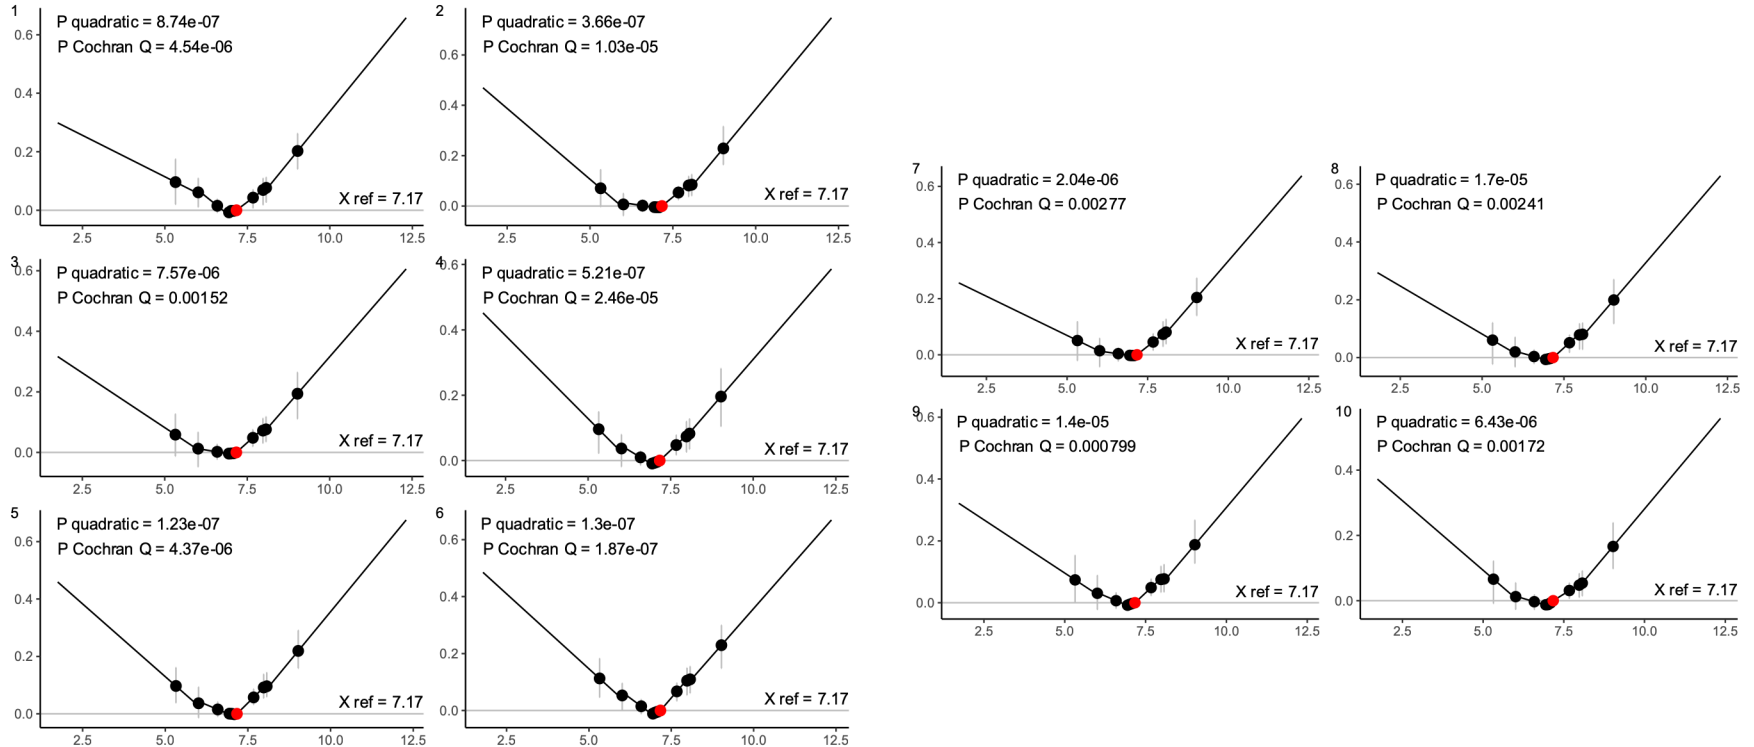 1
P quadratic = 8.74e-07
P Cochran Q = 4.54e-06
X ref = 7.17
0.6
0.4
0.2
0.0
2.5 5.0 7.5 10.0 12.5
2
P quadratic = 3.66e-07
P Cochran Q = 1.03e-05
X ref = 7.17
0.6
0.4
0.2
0.0
2.5 5.0 7.5 10.0 12.5
3
P quadratic = 7.57e-06
P Cochran Q = 0.00152
X ref = 7.17
0.6
0.4
0.2
0.0
2.5 5.0 7.5 10.0 12.5
4
P quadratic = 5.21e-07
P Cochran Q = 2.46e-05
X ref = 7.17
0.6
0.4
0.2
0.0
2.5 5.0 7.5 10.0 12.5
5
P quadratic = 1.23e-07
P Cochran Q = 4.37e-06
X ref = 7.17
0.6
0.4
0.2
0.0
2.5 5.0 7.5 10.0 12.5
6
P quadratic = 1.3e-07
P Cochran Q = 1.87e-07
X ref = 7.17
0.6
0.4
0.2
0.0
2.5 5.0 7.5 10.0 12.5
7
P quadratic = 2.04e-06
P Cochran Q = 0.00277
X ref = 7.17
0.6
0.4
0.2
0.0
2.5 5.0 7.5 10.0 12.5
8
P quadratic = 1.7e-05
P Cochran Q = 0.00241
X ref = 7.17
0.6
0.4
0.2
0.0
2.5 5.0 7.5 10.0 12.5
9
P quadratic = 1.4e-05
P Cochran Q = 0.000799
X ref = 7.17
0.6
0.4
0.2
0.0
2.5 5.0 7.5 10.0 12.5
10
P quadratic = 6.43e-06
P Cochran Q = 0.00172
X ref = 7.17
0.4
0.2
0.0
2.5 5.0 7.5 10.0 12.5